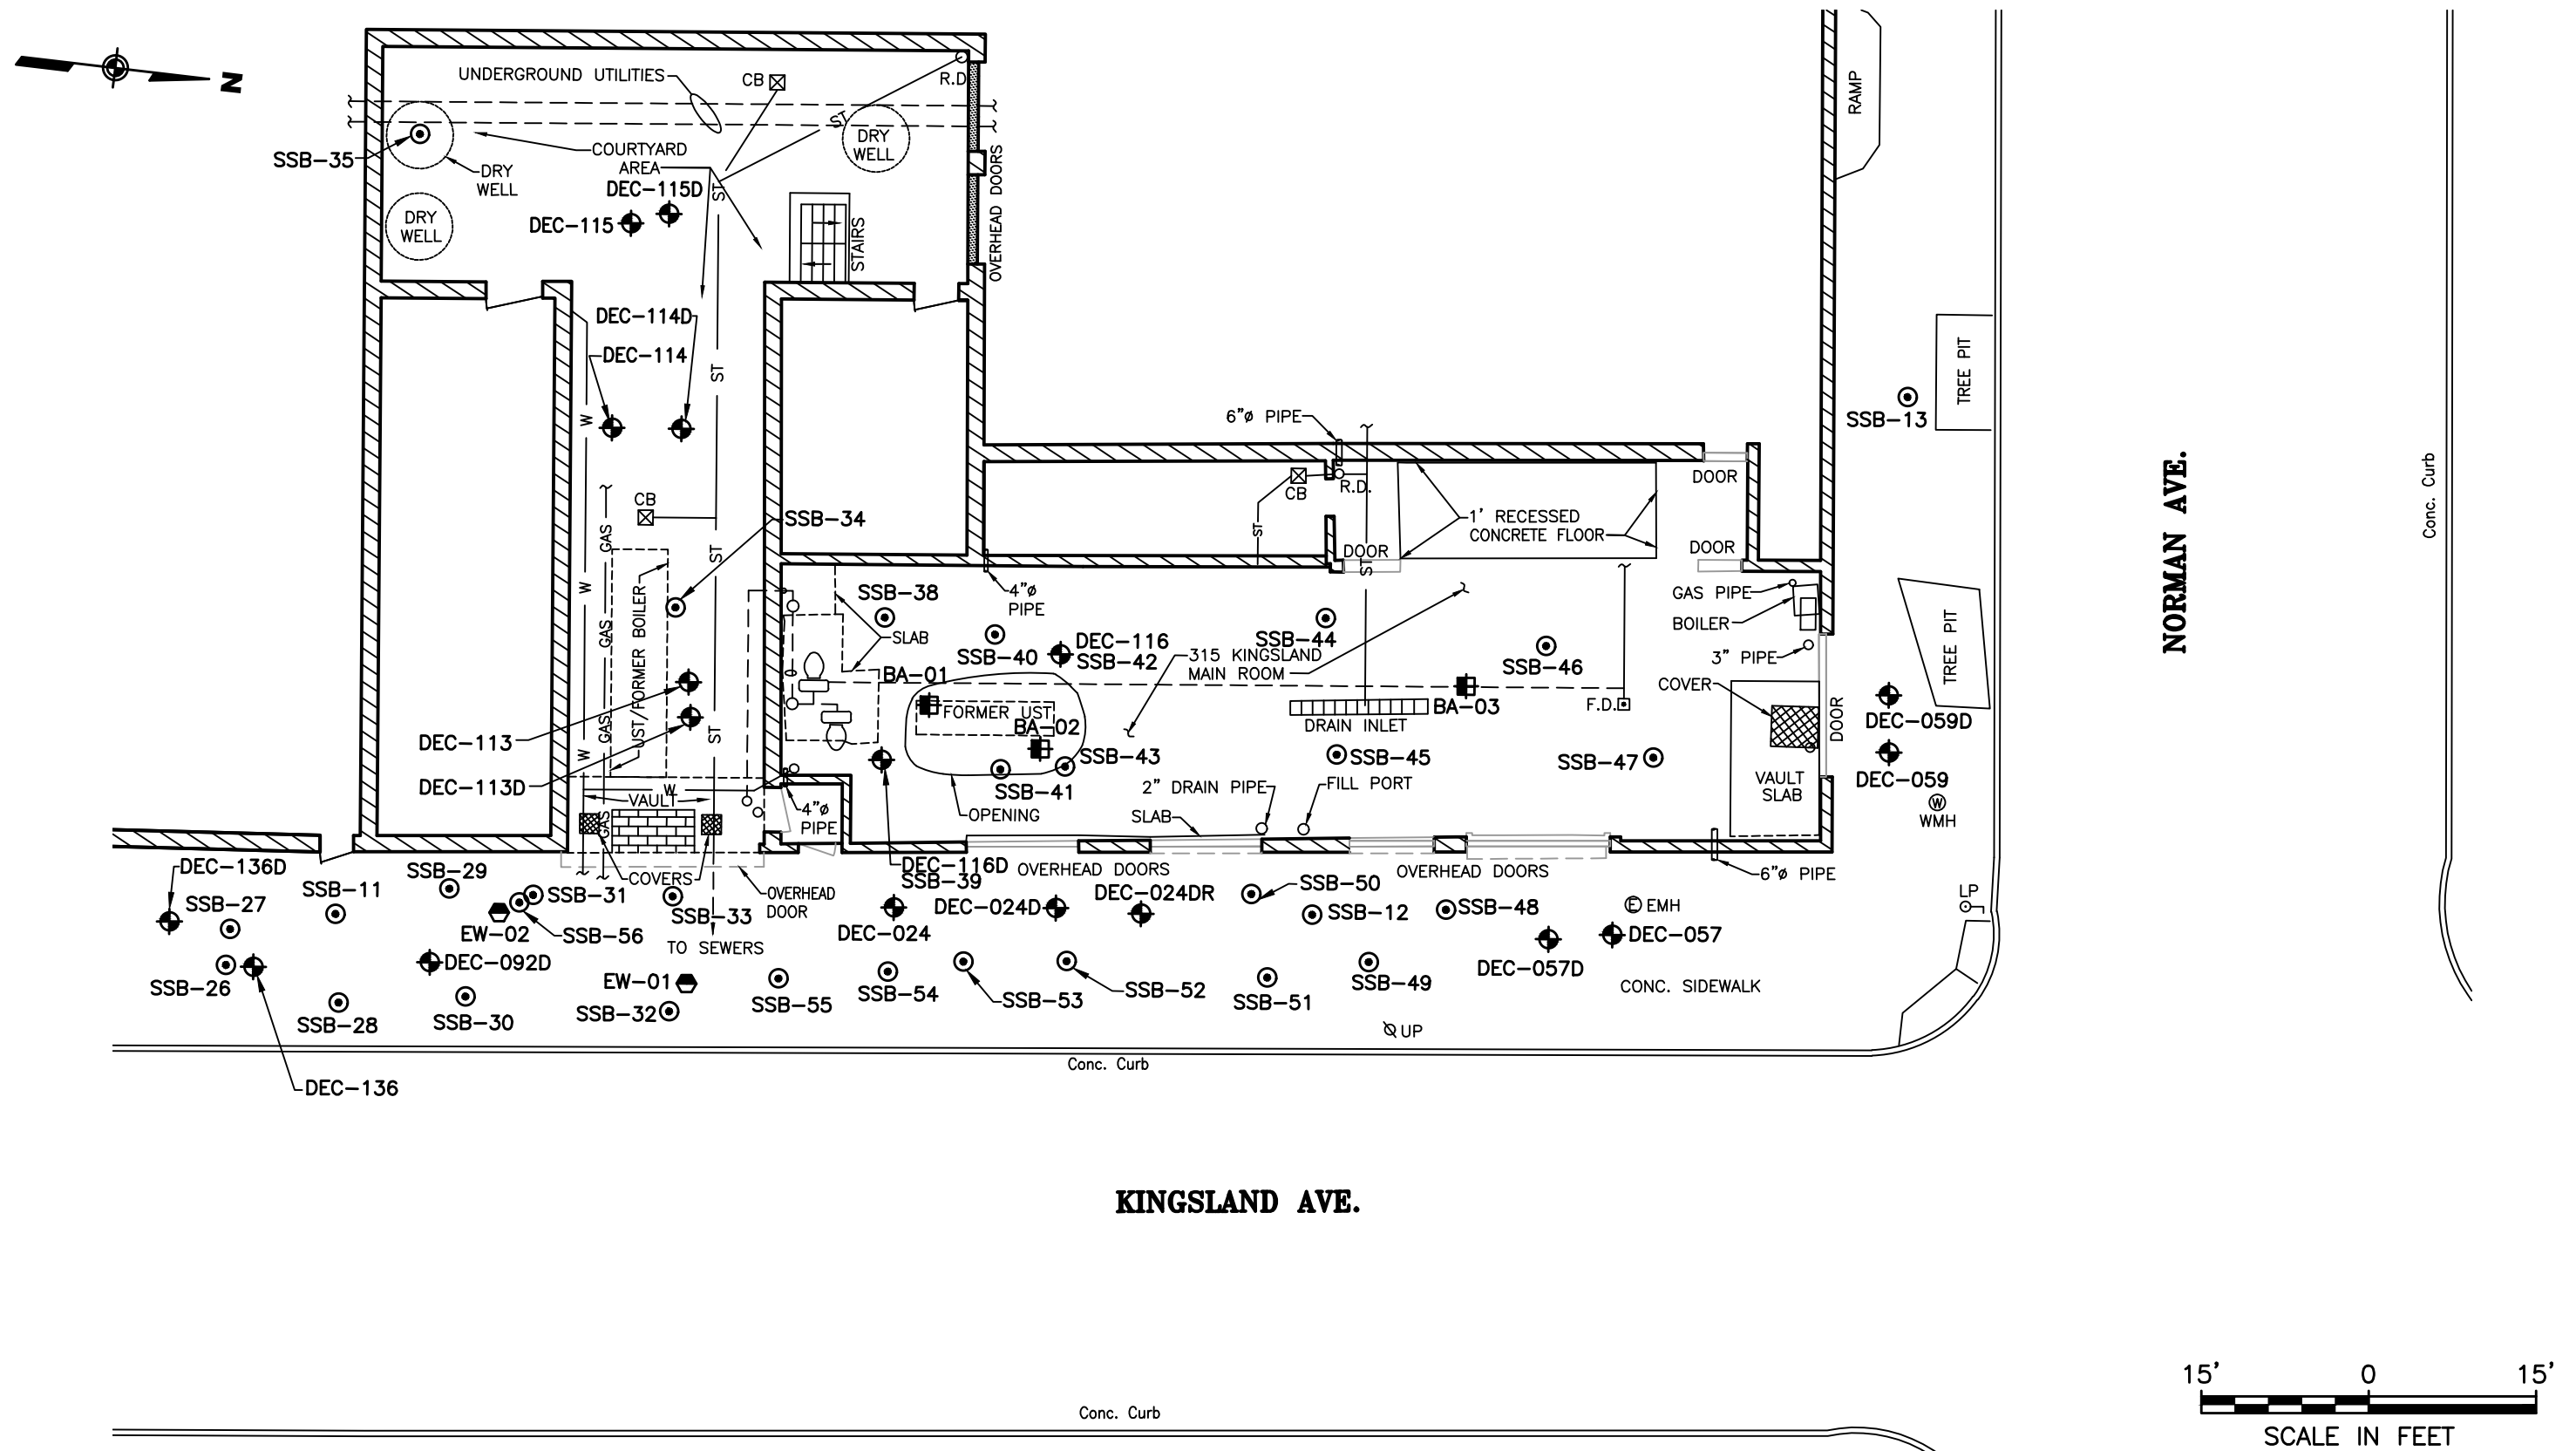 N
UNDERGROUND UTILITIES
CB
R.D
RAMP
ST
DRY
WELL
SSB-35
DRY
WELL
COURTYARD
AREA
DEC-115D
ST
OVERHEAD DOORS
DRY
WELL
DEC-115
STAIRS
DEC-114D
DEC-114
ST
W
TREE PIT
SSB-13
6"ø PIPE
DOOR
R.D.
CB
CB
SSB-34
1' RECESSED
CONCRETE FLOOR
GAS
ST
ST
DOOR
DOOR
ST
NORMAN AVE.
Conc. Curb
W
4"ø
PIPE
SSB-38
SLAB
GAS PIPE
BOILER
GAS
UST/FORMER BOILER
SSB-40
DEC-116
SSB-42
SSB-44
315 KINGSLAND
MAIN ROOM
SSB-46
3" PIPE
TREE PIT
BA-01
COVER
FORMER UST
BA-02
BA-03
DRAIN INLET
F.D.
DOOR
DEC-059D
GAS
ST
W
DEC-113
DEC-113D
SSB-43
SSB-45
SSB-47
SSB-41
2" DRAIN PIPE
FILL PORT
VAULT
SLAB
DEC-059
W
WMH
W
VAULT
4"ø
PIPE
OPENING
SLAB
GAS
DEC-136D
SSB-29
SSB-11
COVERS
OVERHEAD
DOOR
DEC-116D
SSB-39
OVERHEAD DOORS
OVERHEAD DOORS
6"ø PIPE
SSB-27
SSB-31
SSB-33
DEC-024DR
SSB-50
LP
EW-02
SSB-56
DEC-024
DEC-024D
SSB-12
SSB-48
E
EMH
TO SEWERS
DEC-057
DEC-092D
DEC-057D
SSB-26
EW-01
SSB-55
SSB-54
SSB-53
SSB-52
SSB-51
SSB-49
CONC. SIDEWALK
SSB-28
SSB-30
SSB-32
UP
Conc. Curb
DEC-136
KINGSLAND AVE.
15'
0
15'
SCALE IN FEET
Conc. Curb